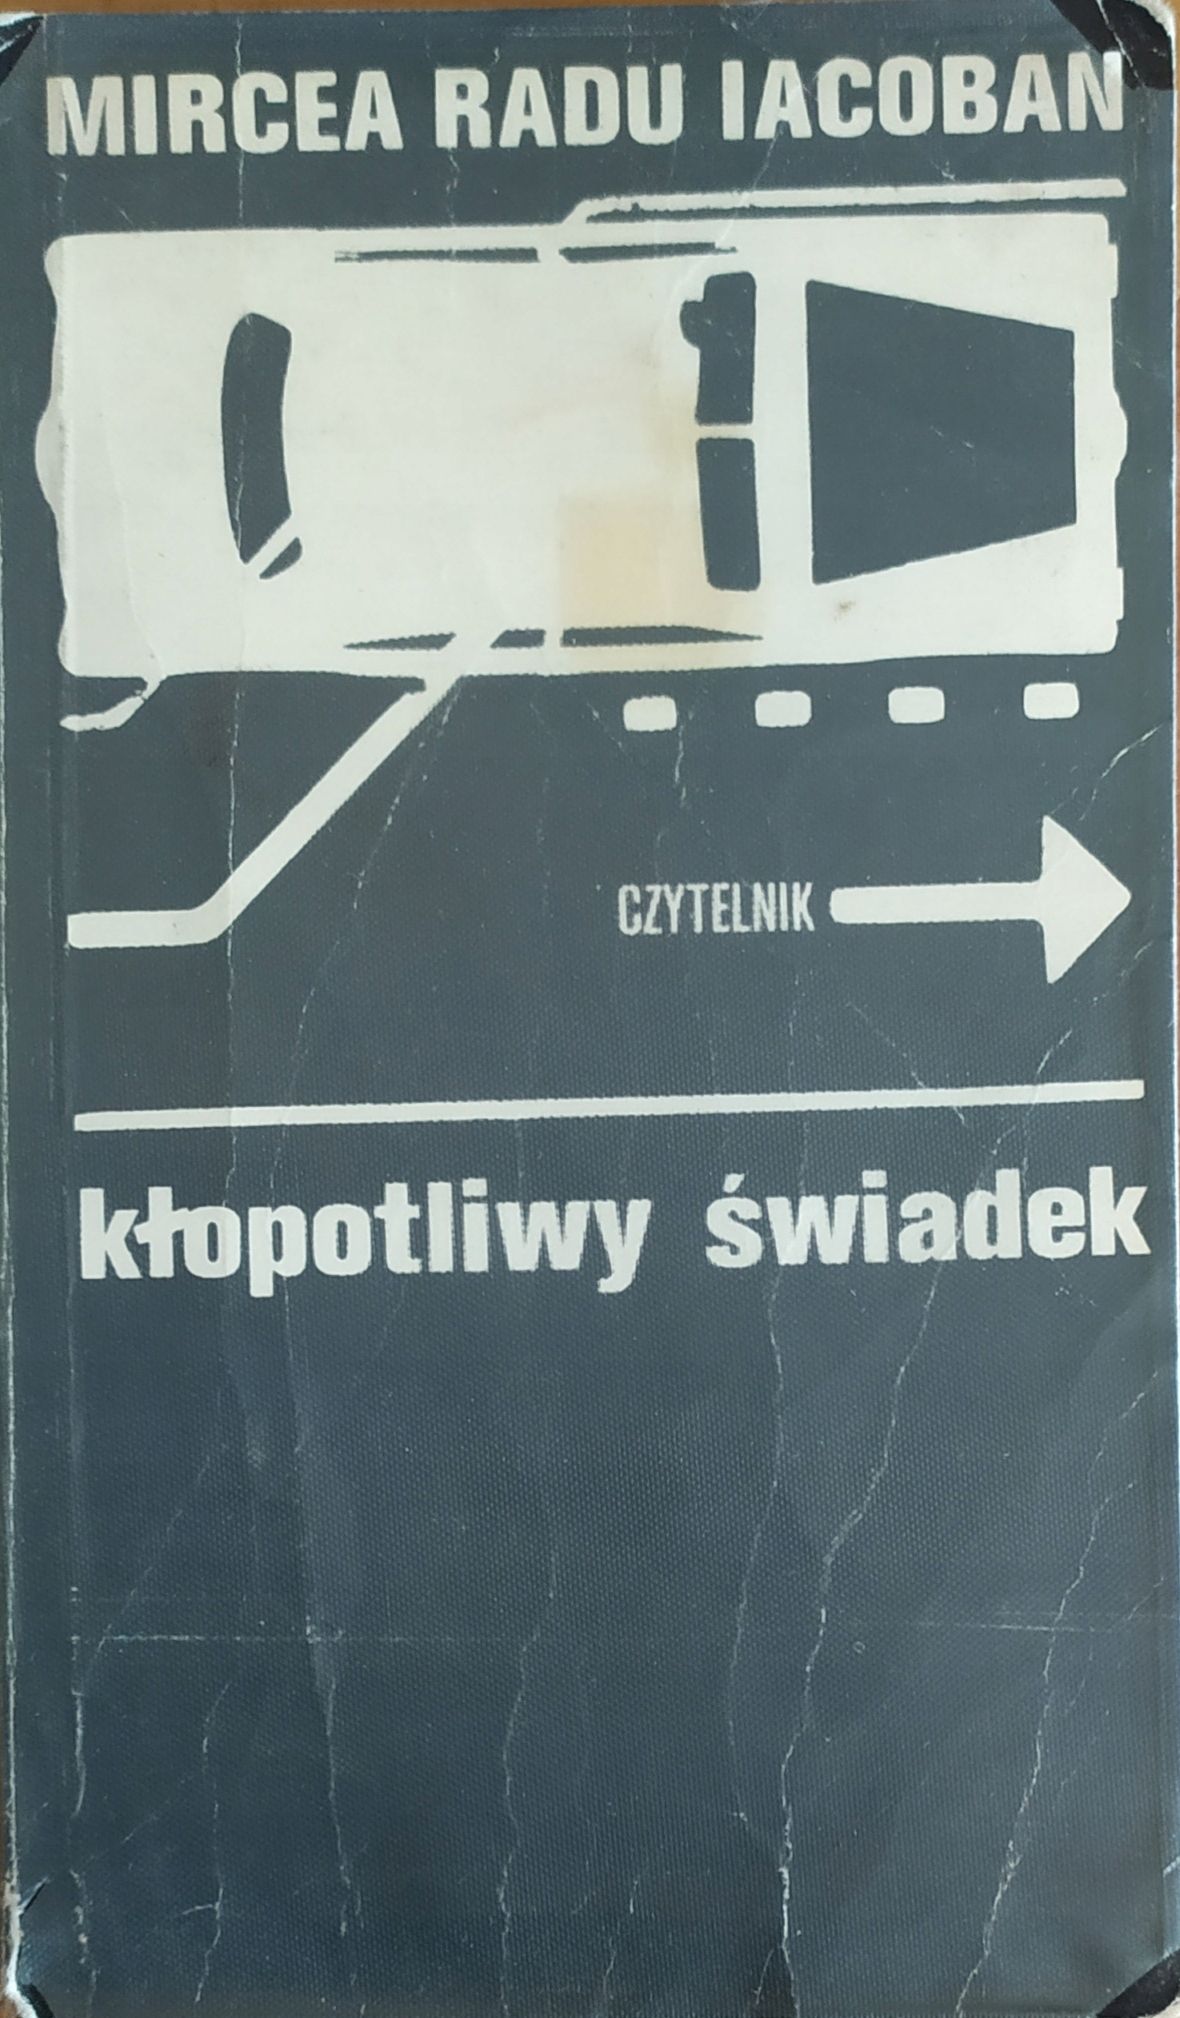 MIRCEA RADU IACOBAN
CZYTELNIK
kłopotliwy świadek